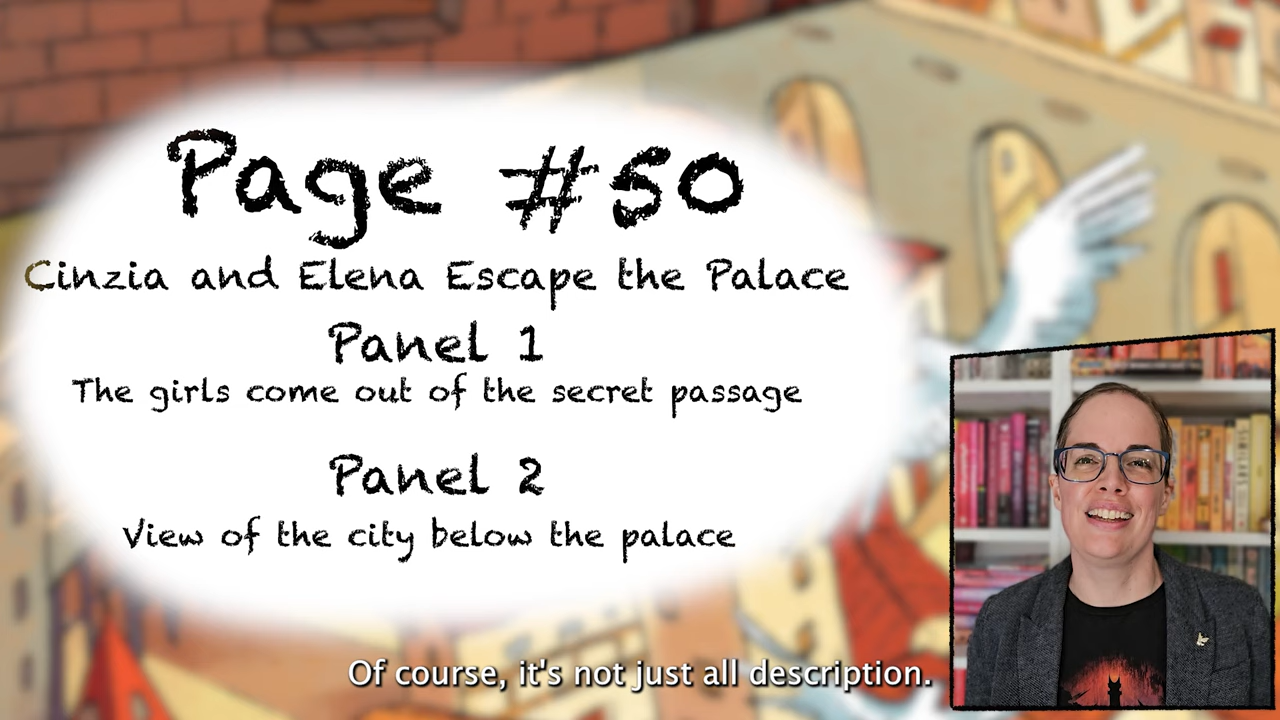 Page #50
Cinzia and Elena Escape the Palace
Panel 1
The girls come out of the secret passage
Panel 2
View of the city below the palace
Of course, it's not just all description.